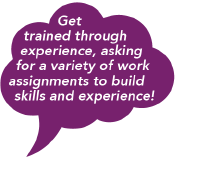 Get
trained through
experience, asking
for a variety of work
assignments to build
skills and experience!